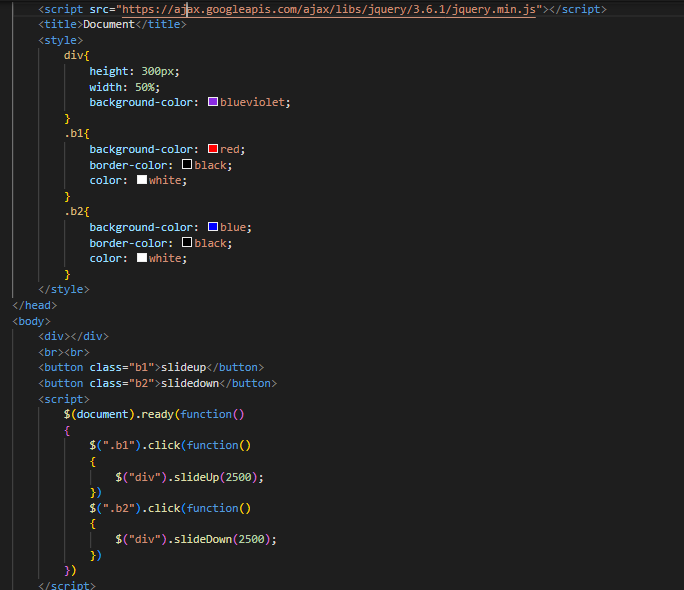 <script src="https://ajax.googleapis.com/ajax/libs/jquery/3.6.1/jquery.min.js"></script>
<title>Document</title>
<style>
div{
height: 300px;
width: 50%;
background-color: blueviolet;
}
.b1{
background-color: red;
border-color: black;
color: white;
}
.b2{
background-color: blue;
border-color: black;
color: white;
}
</style>
</head>
<body>
<div></div>
<br><br>
<button class="b1">slideup</button>
<button class="b2">slidedown</button>
<script>
$(document).ready(function()
{
$(".b1").click(function()
{
$("div").slideUp(2500);
})
$(".b2").click(function()
{
$("div").slideDown(2500);
})
})
</script>